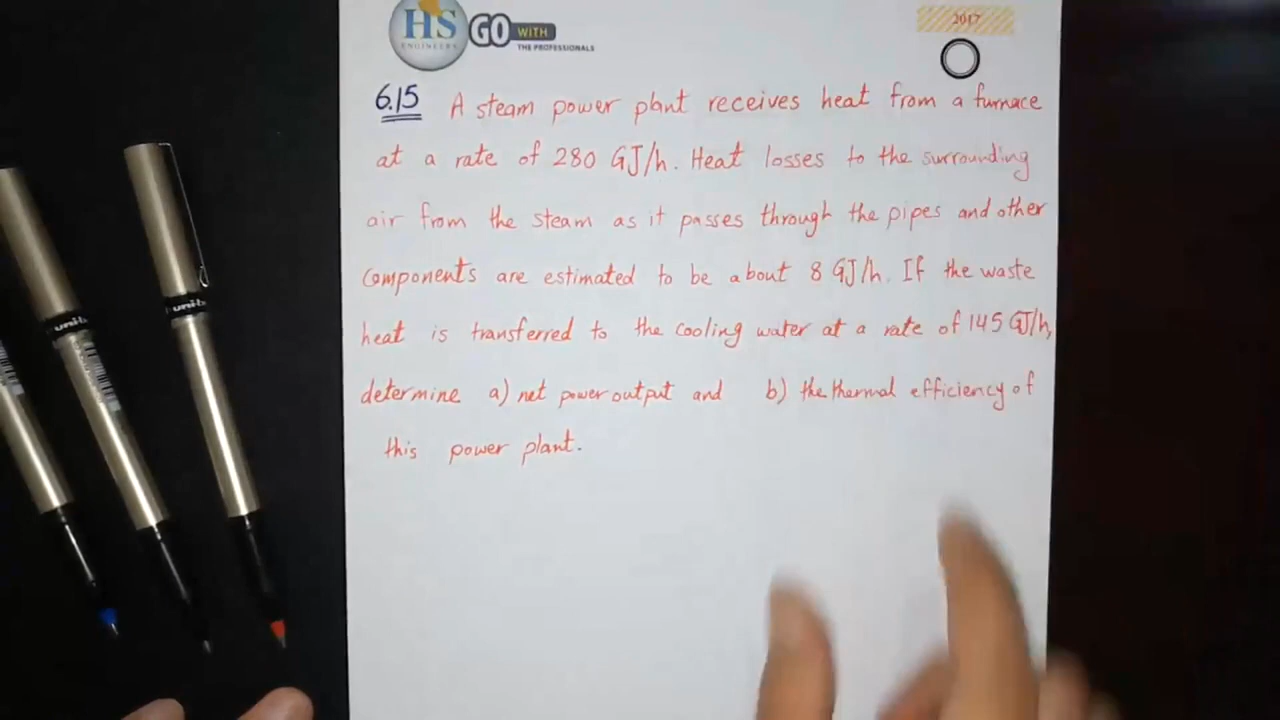 HS
ENGINEERS
GO WITH
THE PROFESSIONALS
2017
6.15 A steam power plant receives heat from a furnace
at a rate of 280 GJ/h. Heat losses to the surrounding
air from the steam as it passes through the pipes and other
components are estimated to be about 8 GJ/h. If the waste
heat is transferred to the cooling water at a rate of 145 GJ/h,
determine a) net power output and b) the thermal efficiency of
this power plant.
uni-b
uni-b